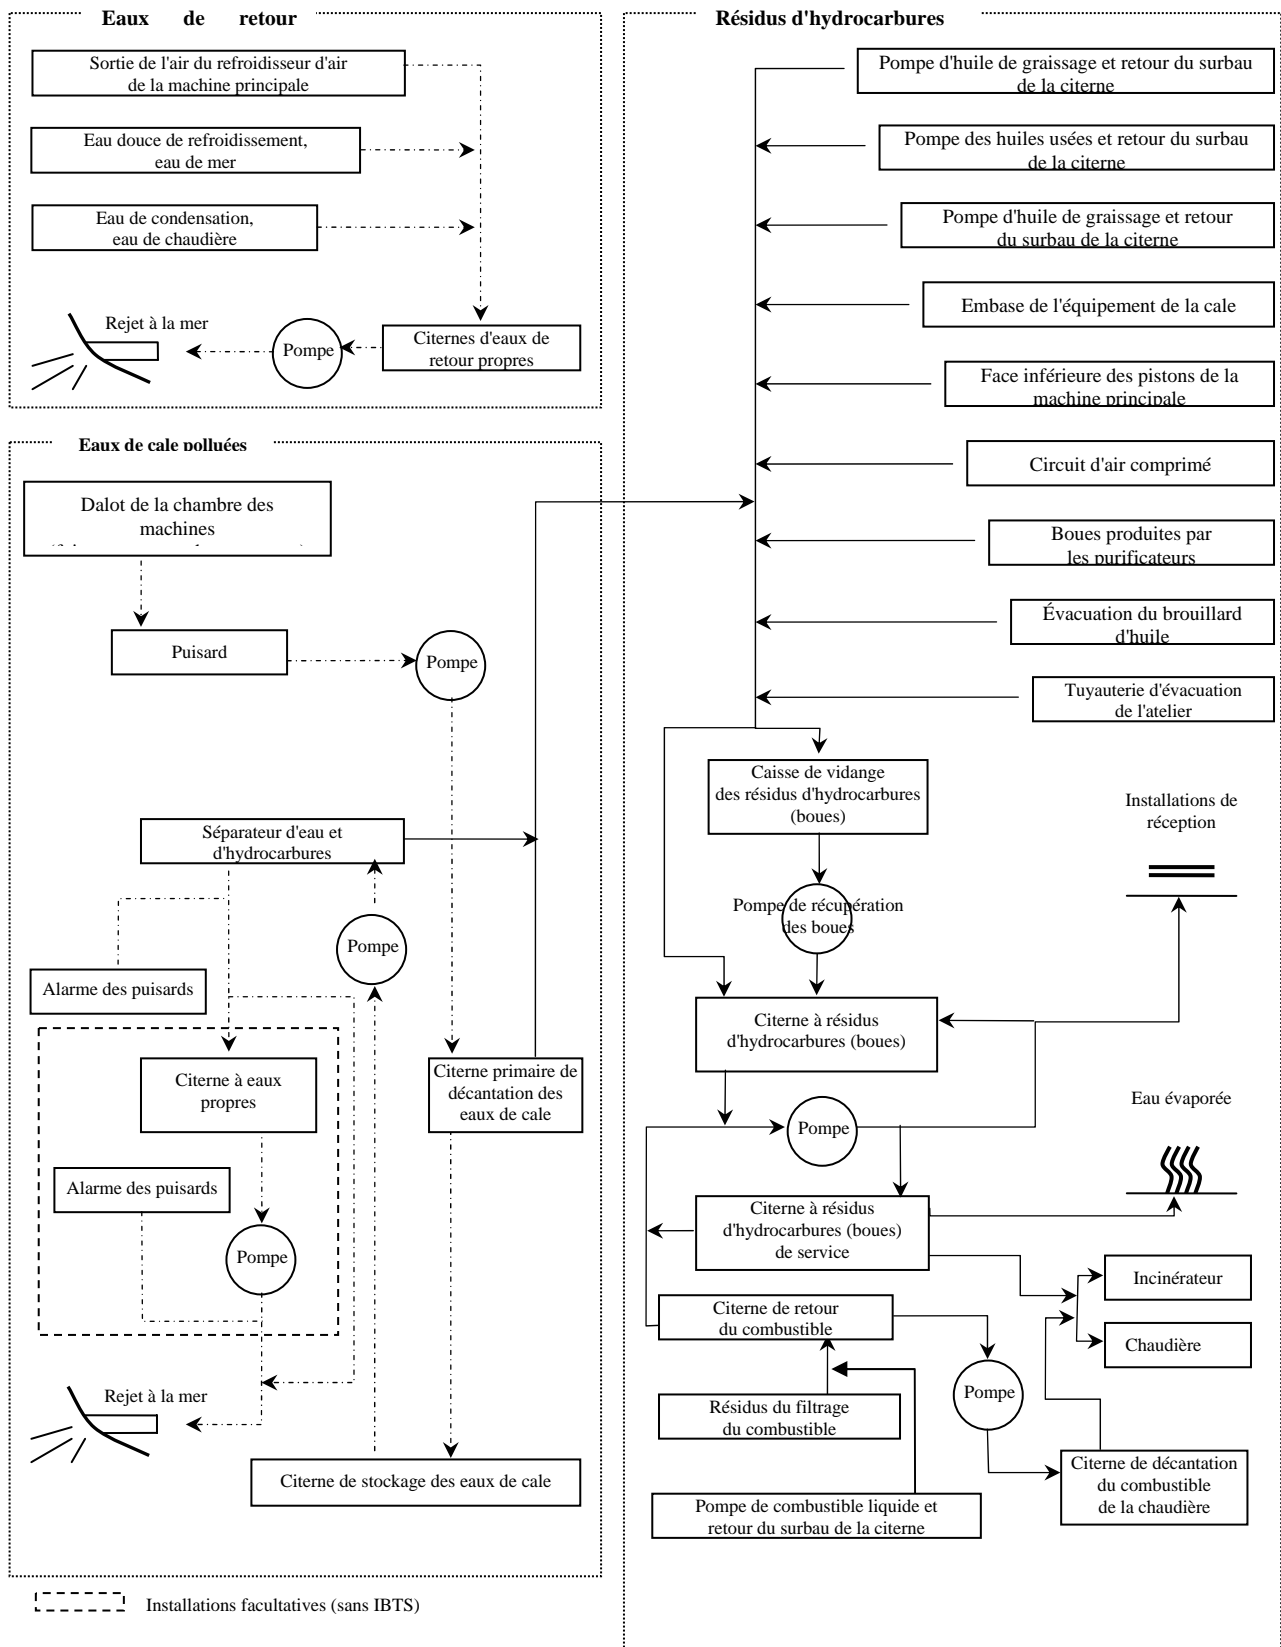 Eaux de retour
Sortie de l'air du refroidisseur d'air
de la machine principale
Eau douce de refroidissement,
eau de mer
Eau de condensation,
eau de chaudière
Rejet à la mer
Pompe
Citernes d'eaux de
retour propres
Eaux de cale polluées
Dalot de la chambre des
machines
Puisard
Pompe
Séparateur d'eau et
d'hydrocarbures
Pompe
Alarme des puisards
Citerne à eaux
propres
Citerne primaire de
décantation des
eaux de cale
Alarme des puisards
Pompe
Rejet à la mer
Citerne de stockage des eaux de cale
Installations facultatives (sans IBTS)
Résidus d'hydrocarbures
Pompe d'huile de graissage et retour du surbau
de la citerne
Pompe des huiles usées et retour du surbau
de la citerne
Pompe d'huile de graissage et retour
du surbau de la citerne
Embase de l'équipement de la cale
Face inférieure des pistons de la
machine principale
Circuit d'air comprimé
Boues produites par
les purificateurs
Évacuation du brouillard
d'huile
Tuyauterie d'évacuation
de l'atelier
Caisse de vidange
des résidus d'hydrocarbures
(boues)
Installations de
réception
Pompe de récupération
des boues
Citerne à résidus
d'hydrocarbures (boues)
Eau évaporée
Pompe
Citerne à résidus
d'hydrocarbures (boues)
de service
Incinérateur
Citerne de retour
du combustible
Chaudière
Pompe
Résidus du filtrage
du combustible
Citerne de décantation
du combustible
de la chaudière
Pompe de combustible liquide et
retour du surbau de la citerne